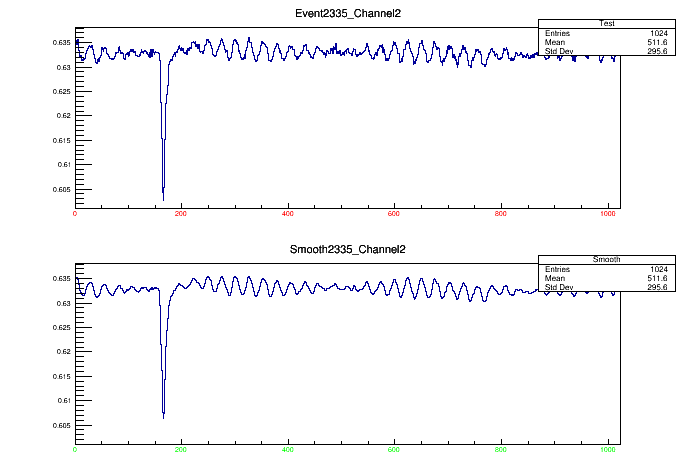 Event2335_Channel2
Test
Entries 1024
Mean 511.6
Std Dev 295.6
0.635
0.63
0.625
0.62
0.615
0.61
0.605
0 200 400 600 800 1000
Smooth2335_Channel2
Smooth
Entries 1024
Mean 511.6
Std Dev 295.6
0.635
0.63
0.625
0.62
0.615
0.61
0.605
0 200 400 600 800 1000